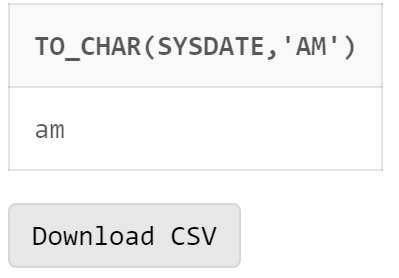 TO_CHAR(SYSDATE,'AM')
am
Download CSV